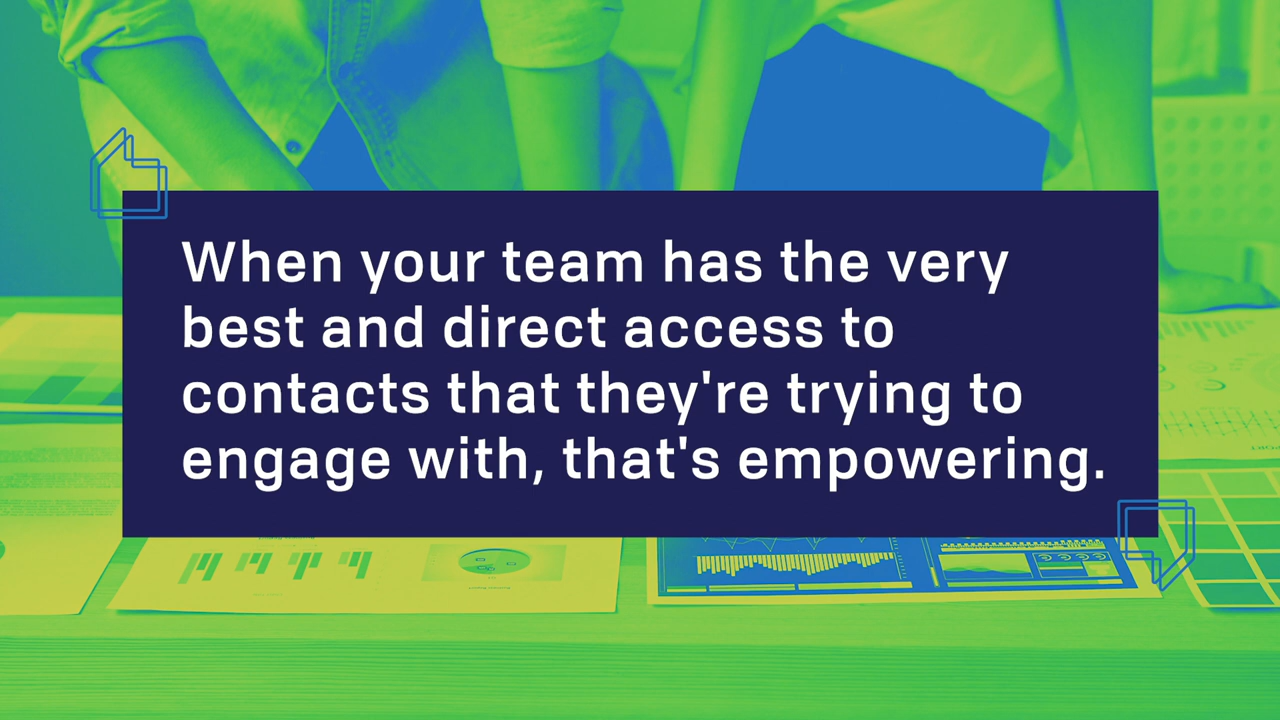 When your team has the very
best and direct access to
contacts that they're trying to
engage with, that's empowering.